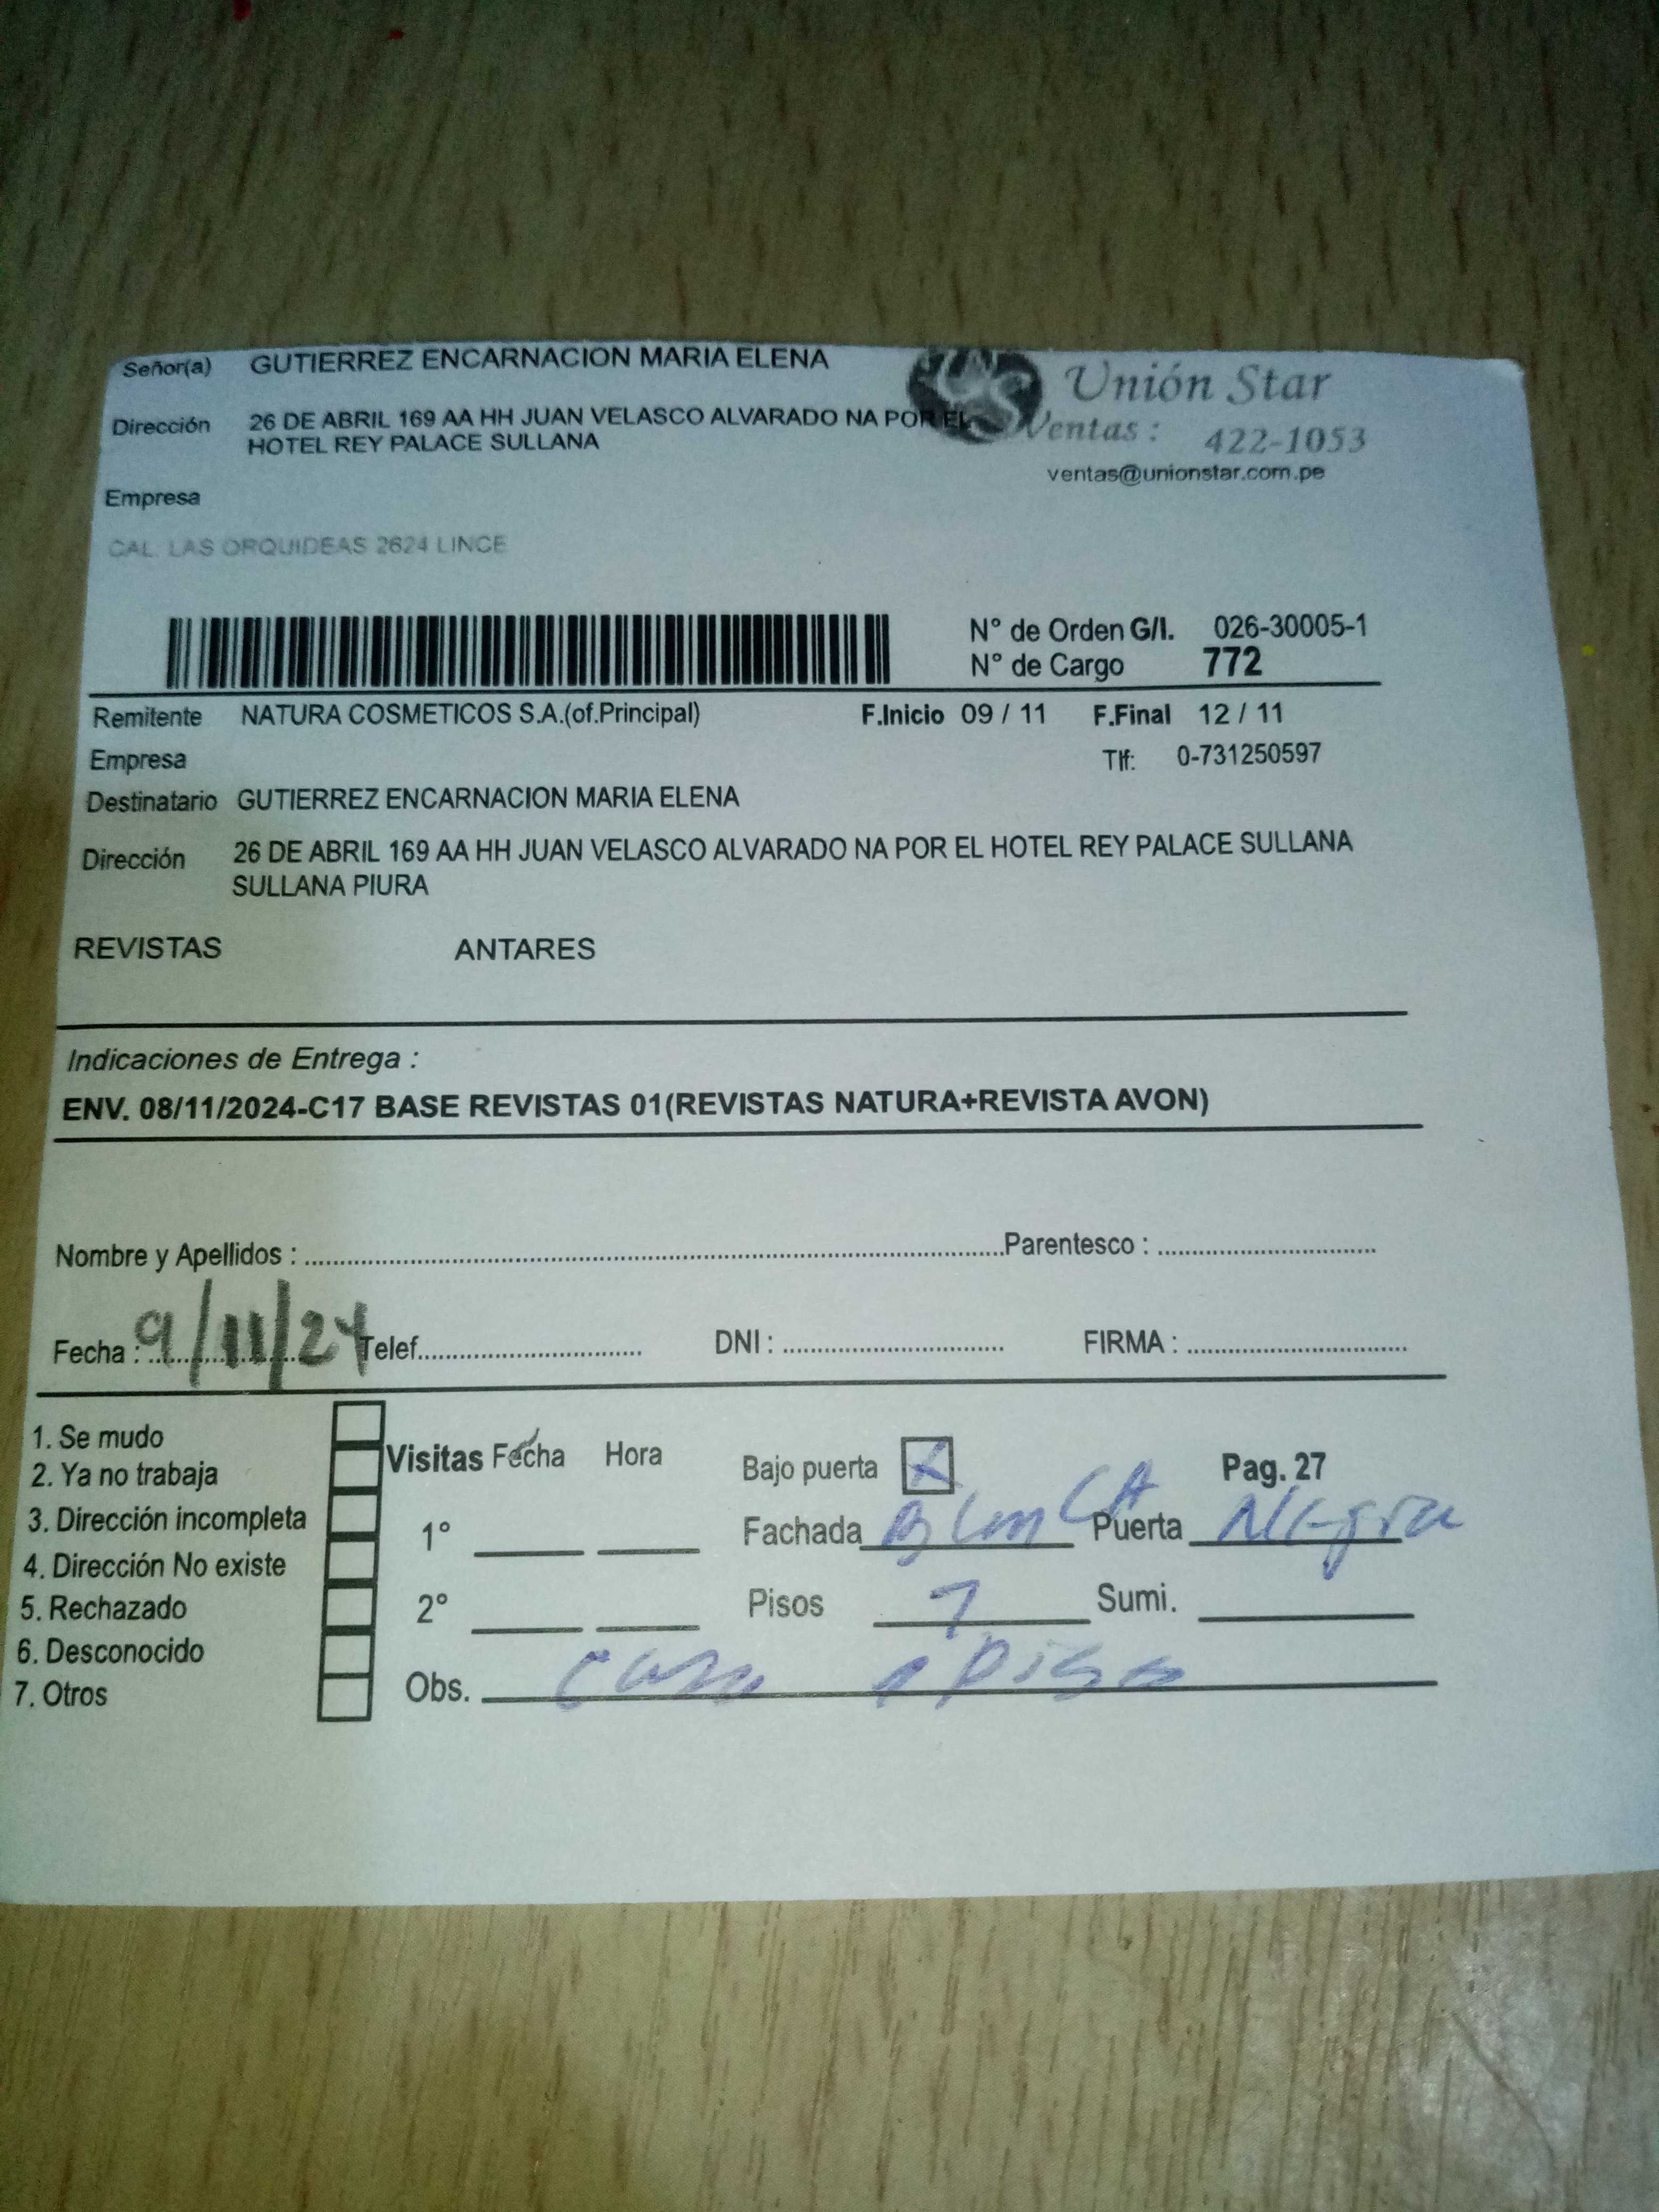 Señor(a) GUTIERREZ ENCARNACION MARIA ELENA
Unión Star
Dirección 26 DE ABRIL 169 AA HH JUAN VELASCO ALVARADO NA POR EL
HOTEL REY PALACE SULLANA
Ventas : 422-1053
ventas@unionstar.com.pe
Empresa
CAL. LAS ORQUIDEAS 2624 LINCE
N° de Orden G/I. 026-30005-1
N° de Cargo 772
Remitente NATURA COSMETICOS S.A.(of.Principal) F.Inicio 09 / 11 F.Final 12 / 11
Empresa Tlf: 0-731250597
Destinatario GUTIERREZ ENCARNACION MARIA ELENA
Dirección 26 DE ABRIL 169 AA HH JUAN VELASCO ALVARADO NA POR EL HOTEL REY PALACE SULLANA
SULLANA PIURA
REVISTAS ANTARES
Indicaciones de Entrega :
ENV. 08/11/2024-C17 BASE REVISTAS 01(REVISTAS NATURA+REVISTA AVON)
Nombre y Apellidos : Parentesco :
Fecha : 9/11/24 Telef. DNI : FIRMA :
1. Se mudo
2. Ya no trabaja
3. Dirección incompleta
4. Dirección No existe
5. Rechazado
6. Desconocido
7. Otros
Visitas Fecha Hora
1°
2°
Bajo puerta X Pag. 27
Fachada BlanCA Puerta Negra
Pisos 1 Sumi.
Obs. Casa 1 Piso